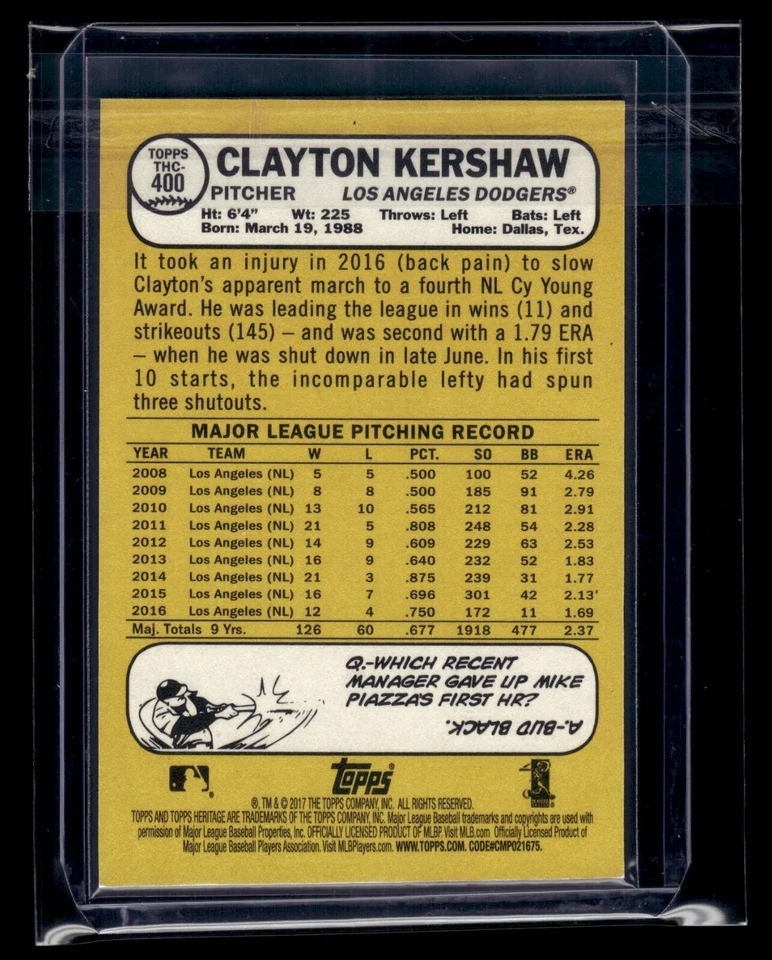 TOPPS
THC-
400
CLAYTON KERSHAW
PITCHER LOS ANGELES DODGERS®
Ht: 6'4" Wt: 225 Throws: Left Bats: Left
Born: March 19, 1988 Home: Dallas, Tex.
It took an injury in 2016 (back pain) to slow
Clayton's apparent march to a fourth NL Cy Young
Award. He was leading the league in wins (11) and
strikeouts (145) – and was second with a 1.79 ERA
– when he was shut down in late June. In his first
10 starts, the incomparable lefty had spun
three shutouts.
MAJOR LEAGUE PITCHING RECORD
YEAR TEAM W L PCT. SO BB ERA
2008 Los Angeles (NL) 5 5 .500 100 52 4.26
2009 Los Angeles (NL) 8 8 .500 185 91 2.79
2010 Los Angeles (NL) 13 10 .565 212 81 2.91
2011 Los Angeles (NL) 21 5 .808 248 54 2.28
2012 Los Angeles (NL) 14 9 .609 229 63 2.53
2013 Los Angeles (NL) 16 9 .640 232 52 1.83
2014 Los Angeles (NL) 21 3 .875 239 31 1.77
2015 Los Angeles (NL) 16 7 .696 301 42 2.13
2016 Los Angeles (NL) 12 4 .750 172 11 1.69
Maj. Totals 9 Yrs. 126 60 .677 1918 477 2.37
Q.-WHICH RECENT
MANAGER GAVE UP MIKE
PIAZZA'S FIRST HR?
A.-BUD BLACK.
Topps
®, TM & © 2017 THE TOPPS COMPANY, INC. ALL RIGHTS RESERVED.
TOPPS AND TOPPS HERITAGE ARE TRADEMARKS OF THE TOPPS COMPANY, INC. Major League Baseball trademarks and copyrights are used with
permission of Major League Baseball Properties, Inc. OFFICIALLY LICENSED PRODUCT OF MLBP. Visit MLB.com Officially Licensed Product of
Major League Baseball Players Association. Visit MLBPlayers.com. WWW.TOPPS.COM. CODE#CMP021675.